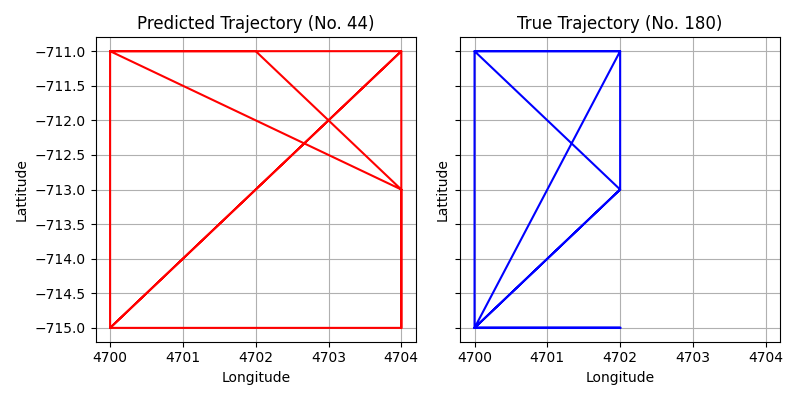 Predicted Trajectory (No. 44)
True Trajectory (No. 180)
Lattitude
−711.0
−711.5
−712.0
−712.5
−713.0
−713.5
−714.0
−714.5
−715.0
4700 4701 4702 4703 4704
Longitude
Lattitude
4700 4701 4702 4703 4704
Longitude